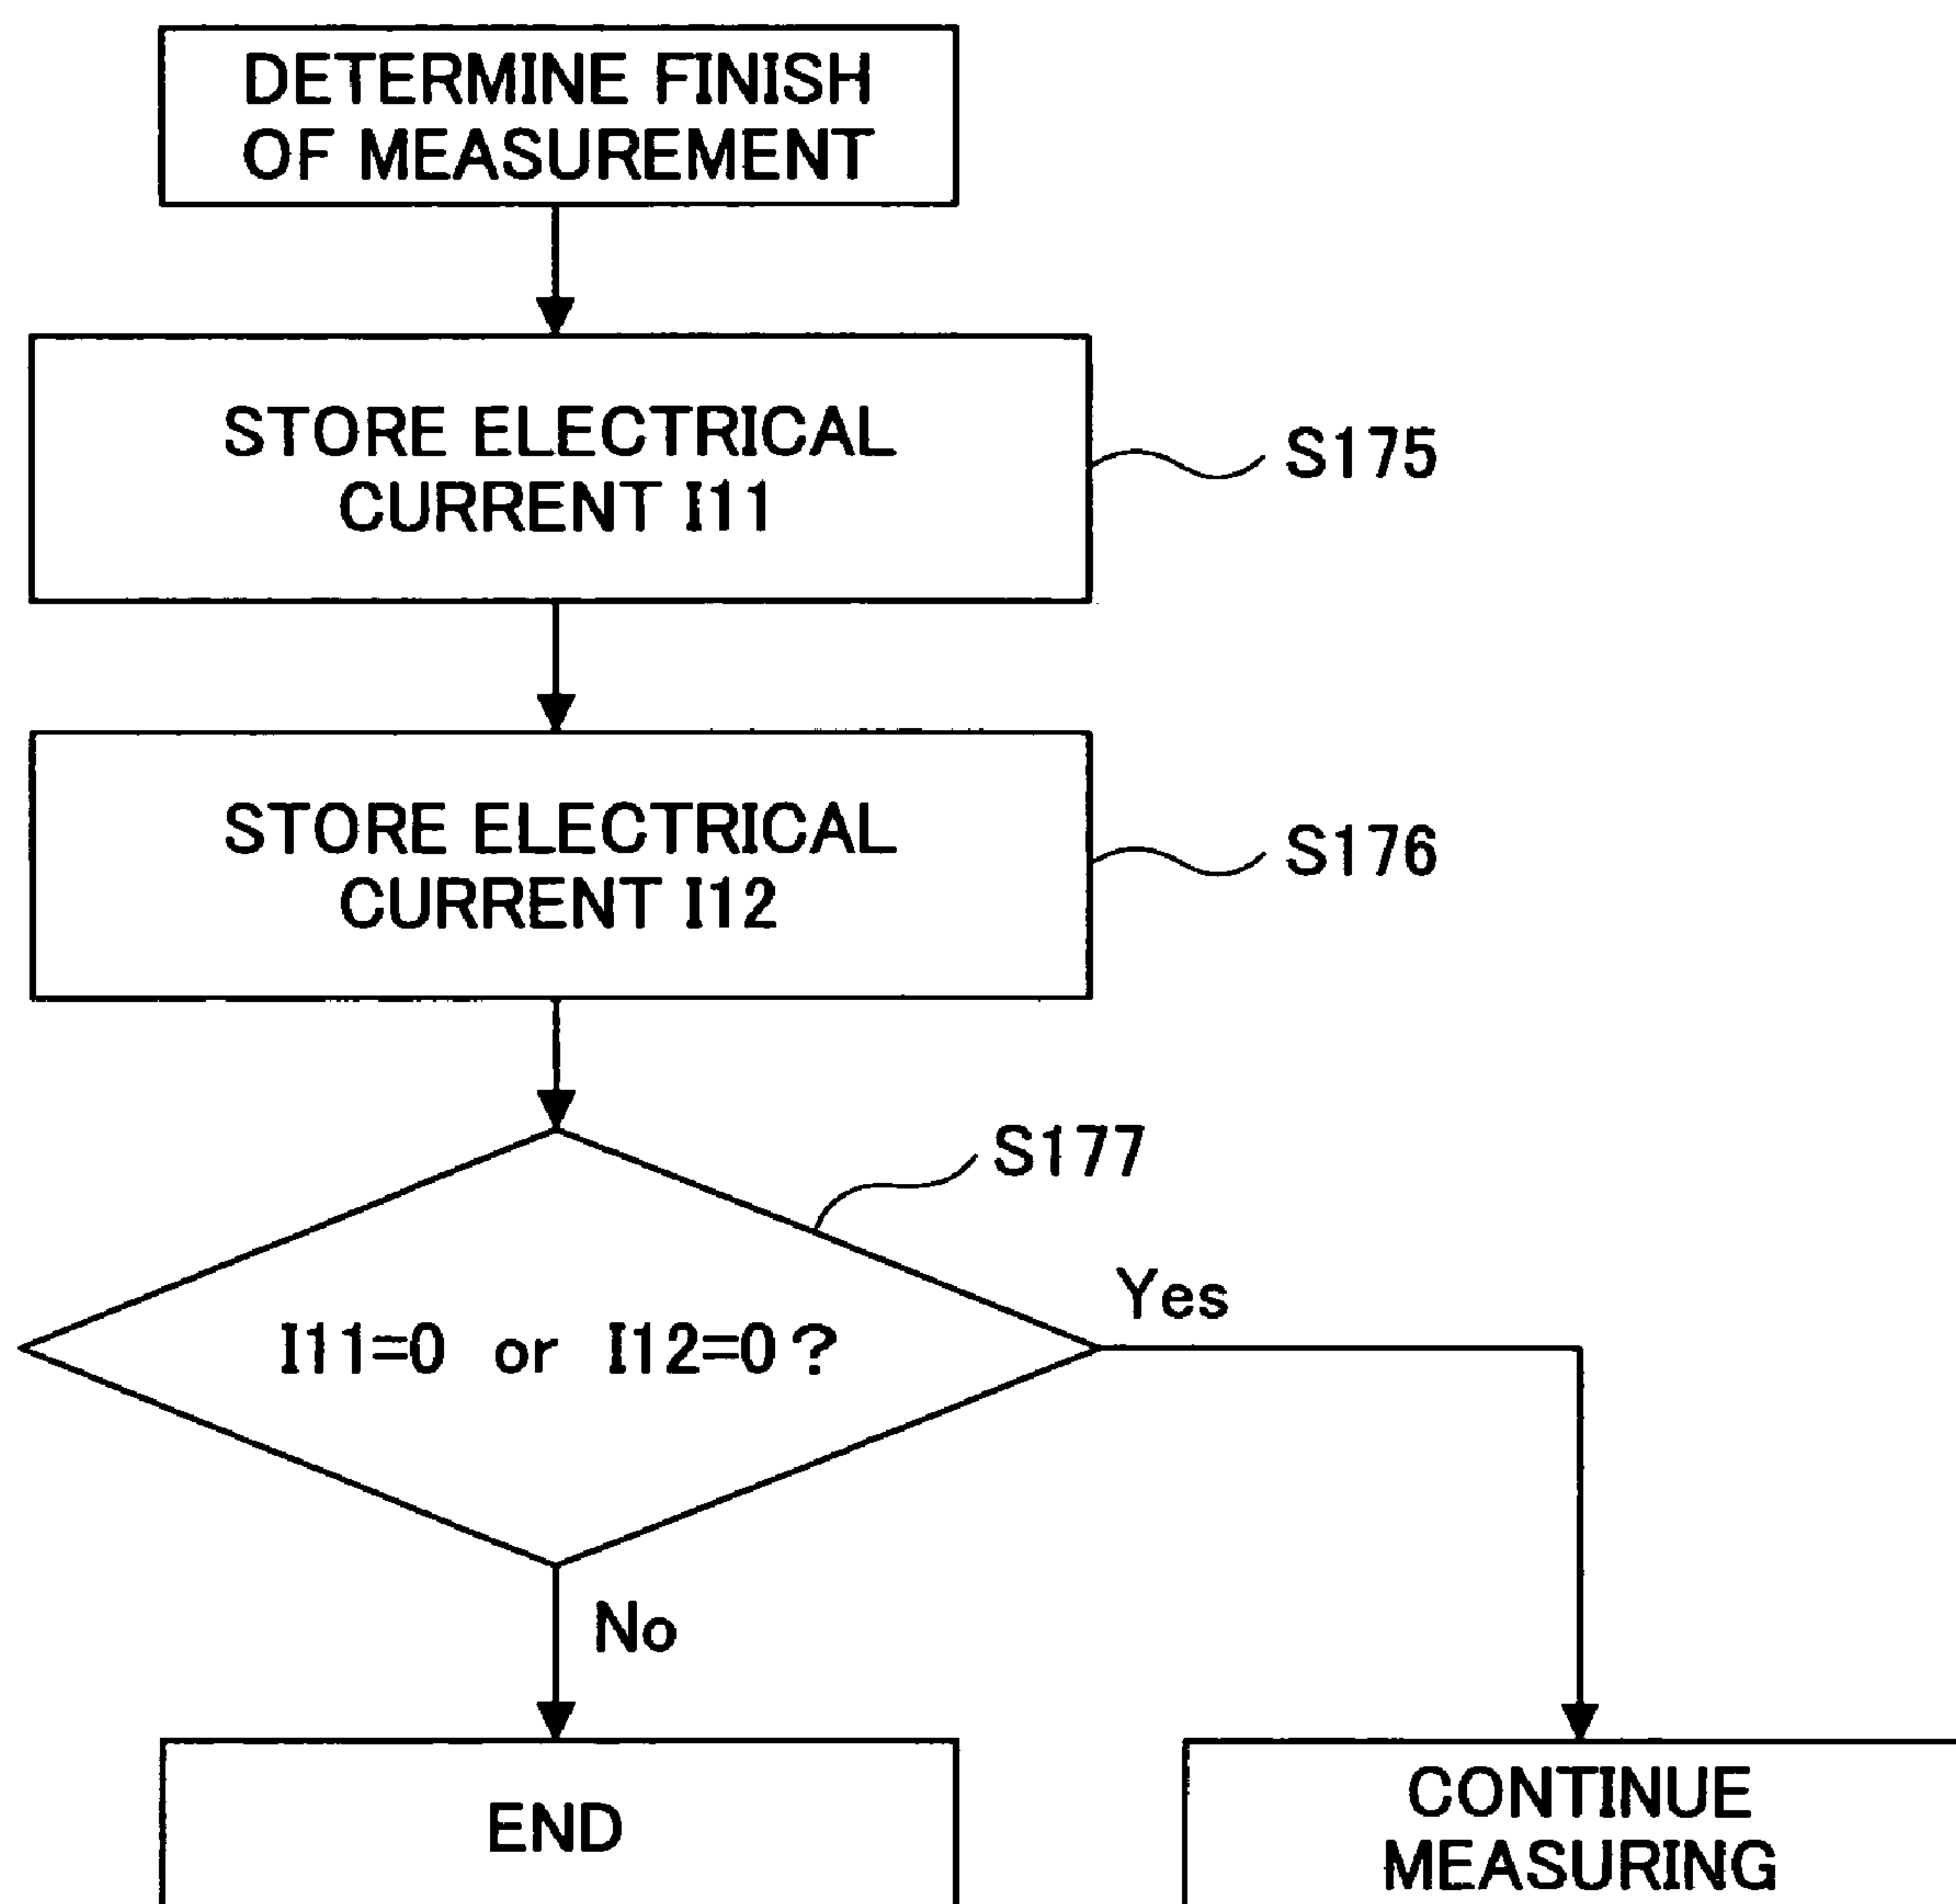 DETERMINE FINISH
OF MEASUREMENT
STORE ELECTRICAL
CURRENT I11
S175
STORE ELECTRICAL
CURRENT I12
S176
S177
I11=0 or I12=0?
Yes
No
END
CONTINUE
MEASURING